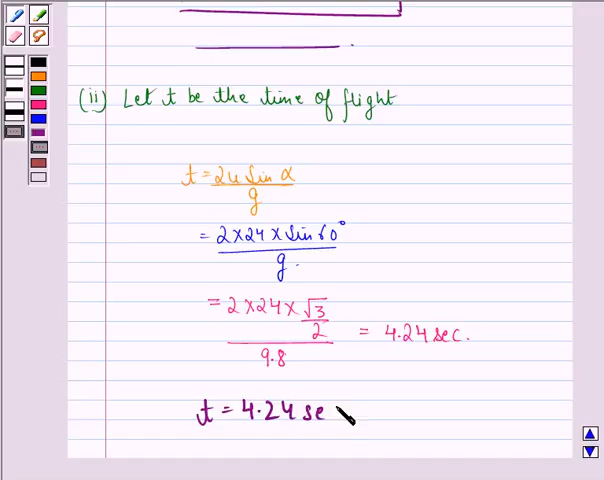 (ii) Let t be the time of flight
t = 2u sin α / g
= 2 × 24 × sin 60° / g.
= 2 × 24 × √3/2 / 9.8 = 4.24 sec.
t = 4.24 se